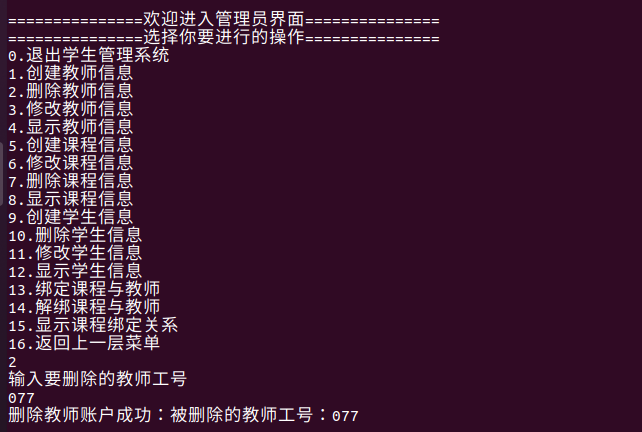 ===============欢迎进入管理员界面===============
===============选择你要进行的操作===============
0.退出学生管理系统
1.创建教师信息
2.删除教师信息
3.修改教师信息
4.显示教师信息
5.创建课程信息
6.修改课程信息
7.删除课程信息
8.显示课程信息
9.创建学生信息
10.删除学生信息
11.修改学生信息
12.显示学生信息
13.绑定课程与教师
14.解绑课程与教师
15.显示课程绑定关系
16.返回上一层菜单
2
输入要删除的教师工号
077
删除教师账户成功：被删除的教师工号：077